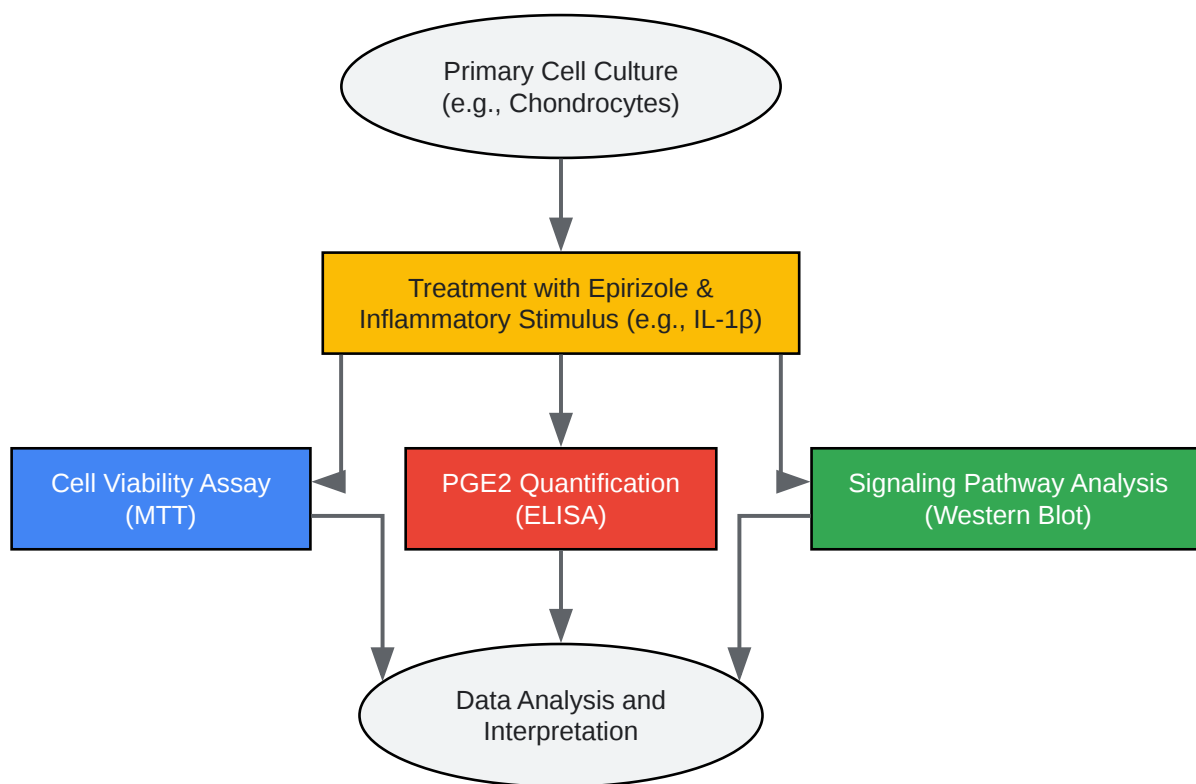 Primary Cell Culture
(e.g., Chondrocytes)
Treatment with Epirizole &
Inflammatory Stimulus (e.g., IL-1β)
Cell Viability Assay
(MTT)
PGE2 Quantification
(ELISA)
Signaling Pathway Analysis
(Western Blot)
Data Analysis and
Interpretation